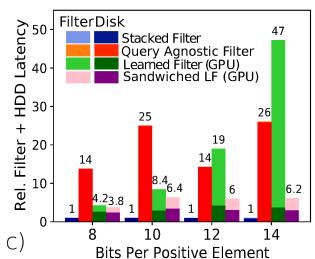 FilterDisk
Stacked Filter
Query Agnostic Filter
Learned Filter (GPU)
Sandwiched LF (GPU)
Rel. Filter + HDD Latency
50
40
30
20
10
0
1 14 4.2 3.8
1 25 8.4 6.4
1 14 19 6
1 26 47 6.2
8 10 12 14
Bits Per Positive Element
c)